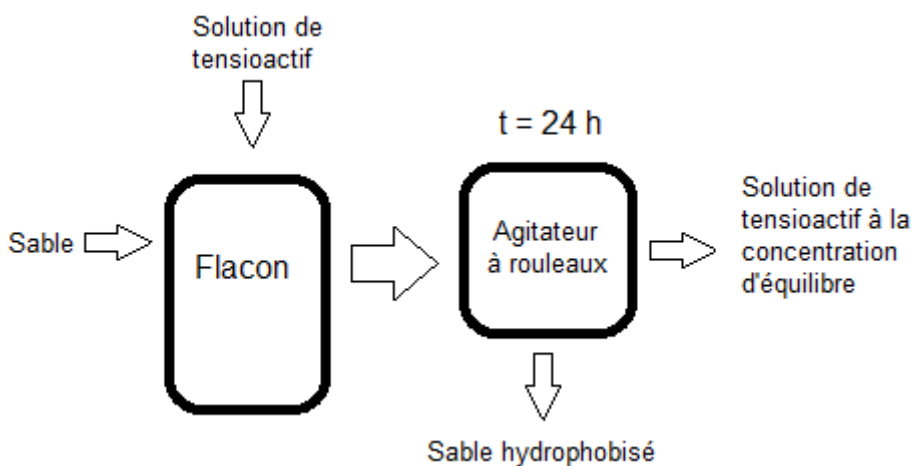 Solution de
tensioactif
t = 24 h
Sable
Flacon
Agitateur
à rouleaux
Solution de
tensioactif à la
concentration
d'équilibre
Sable hydrophobisé